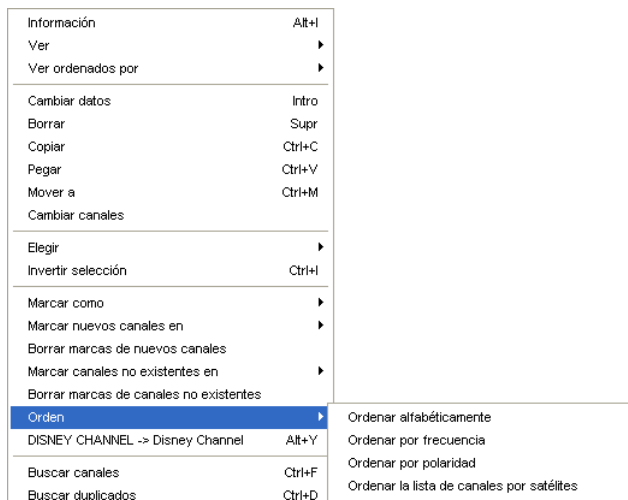 Información Alt+I
Ver
Ver ordenados por
Cambiar datos Intro
Borrar Supr
Copiar Ctrl+C
Pegar Ctrl+V
Mover a Ctrl+M
Cambiar canales
Elegir
Invertir selección Ctrl+I
Marcar como
Marcar nuevos canales en
Borrar marcas de nuevos canales
Marcar canales no existentes en
Borrar marcas de canales no existentes
Orden
DISNEY CHANNEL -> Disney Channel Alt+Y
Buscar canales Ctrl+F
Buscar duplicados Ctrl+D
Ordenar alfabéticamente
Ordenar por frecuencia
Ordenar por polaridad
Ordenar la lista de canales por satélites